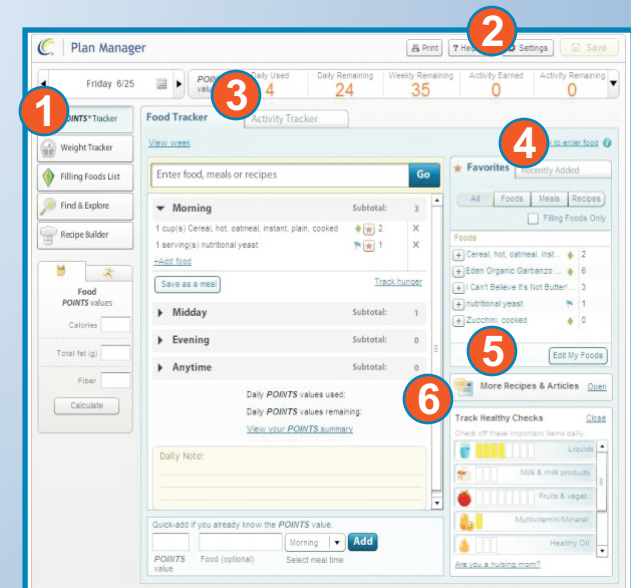 Plan Manager
Print
? Hel
Settings
Save
2
Friday 6/25
Daily Used
Daily Remaining
Weekly Remaining
Activity Earned
Activity Remaining
4
24
35
0
0
1
3
Tracker
Weight Tracker
Filling Foods List
Find & Explore
Recipe Builder
Food
POINTS values
Calories
Total fat (g)
Fiber
Calculate
Food Tracker
Activity Tracker
View week
to enter food
Enter food, meals or recipes
Go
Morning
Subtotal:
3
1 cup(s) Cereal, hot, oatmeal, instant, plain, cooked
2
X
1 serving(s) nutritional yeast
1
X
+Add food
Save as a meal
Track hunger
Midday
Subtotal:
1
Evening
Subtotal:
0
Anytime
Subtotal:
0
Daily POINTS values used:
Daily POINTS values remaining:
View your POINTS summary
Daily Note:
Quick-add if you already know the POINTS value.
Morning
Add
POINTS value
Food (optional)
Select meal time
4
Favorites
Recently Added
All
Foods
Meals
Recipes
Filling Foods Only
Foods
+ Cereal, hot, oatmeal, inst...
2
+ Eden Organic Garbanzo ...
6
+ I Can't Believe It's Not Butter! ...
3
+ nutritional yeast
1
+ Zucchini, cooked
0
5
Edit My Foods
More Recipes & Articles
Open
6
Track Healthy Checks
Close
Check off these important items daily
Liquids
Milk & milk products
Fruits & veget...
Multivitamin/Mineral
Healthy Oil
Are you a nursing mom?